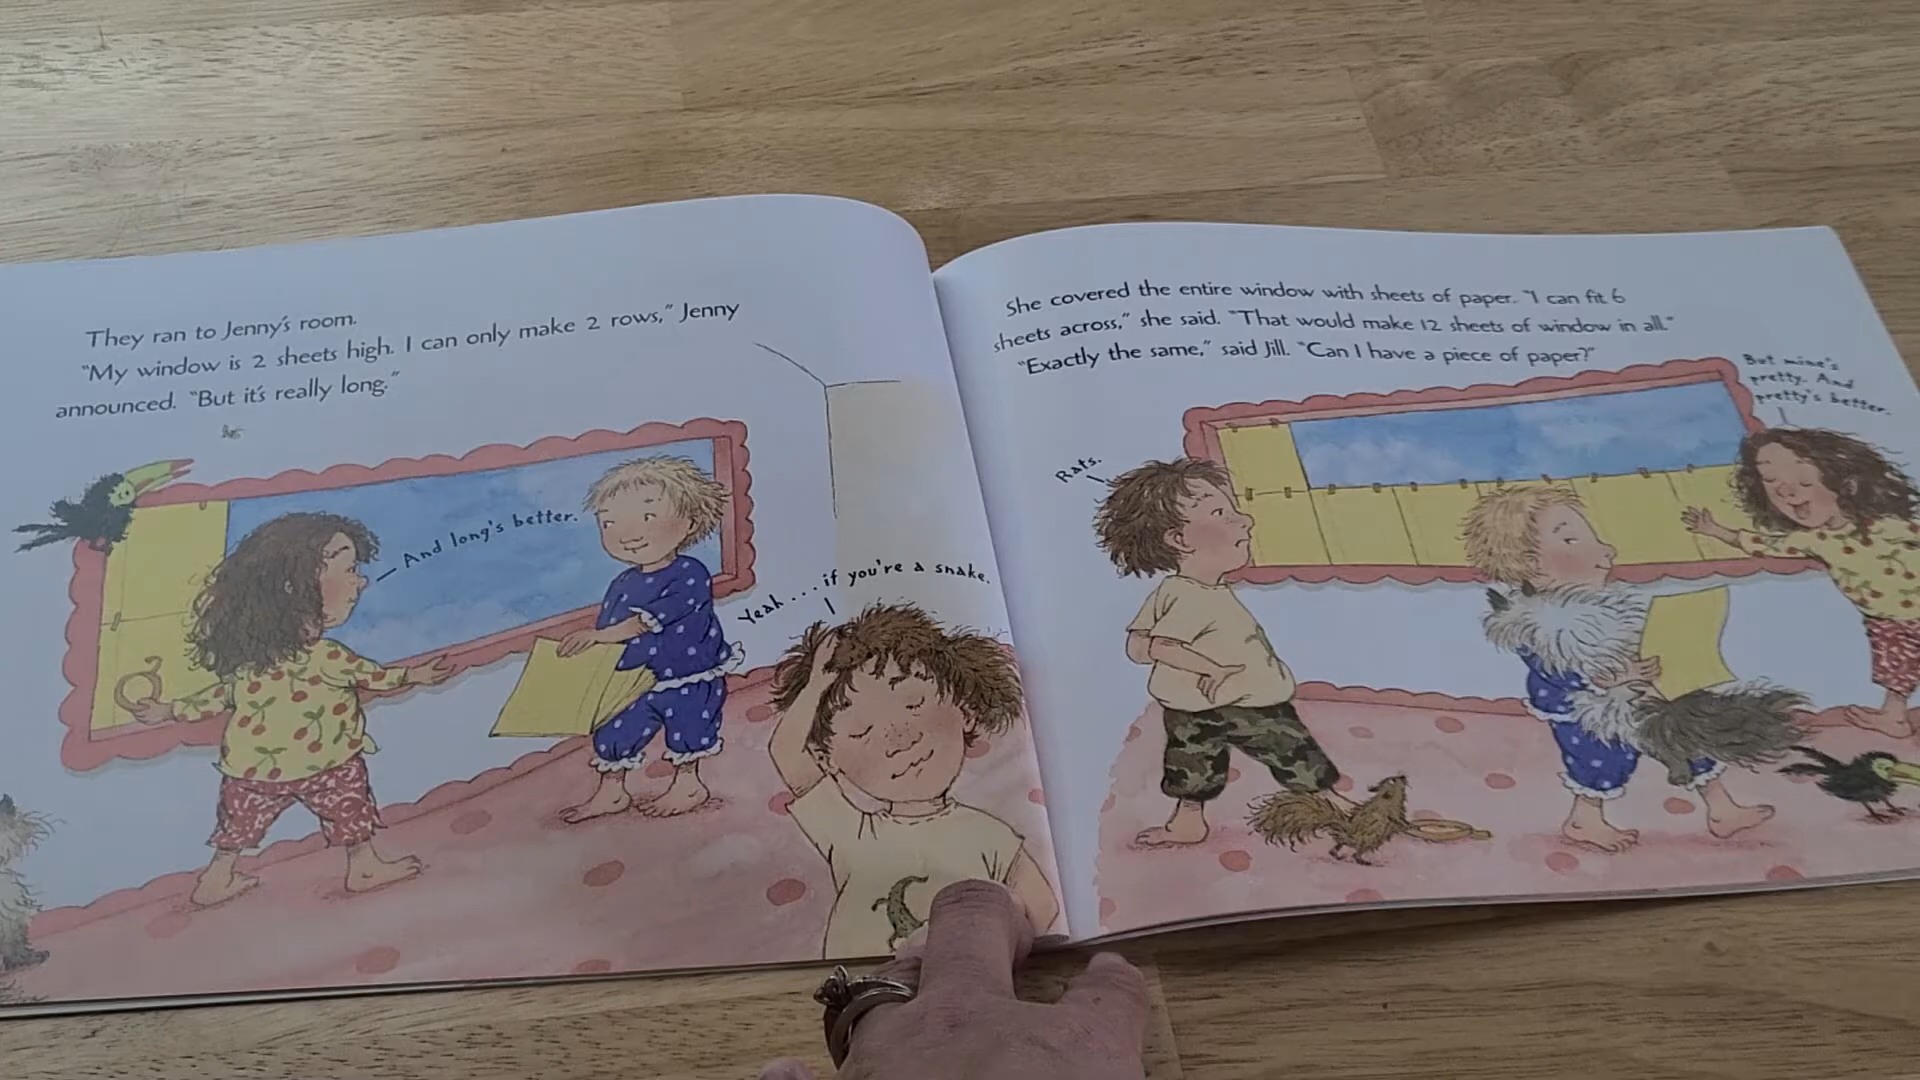 They ran to Jenny's room.
"My window is 2 sheets high. I can only make 2 rows," Jenny
announced. "But it's really long."
And long's better.
Yeah . . . if you're a snake.
She covered the entire window with sheets of paper. "I can fit 6
sheets across," she said. "That would make 12 sheets of window in all."
"Exactly the same," said Jill. "Can I have a piece of paper?"
But mine's
pretty. And
pretty's better.
Rats.